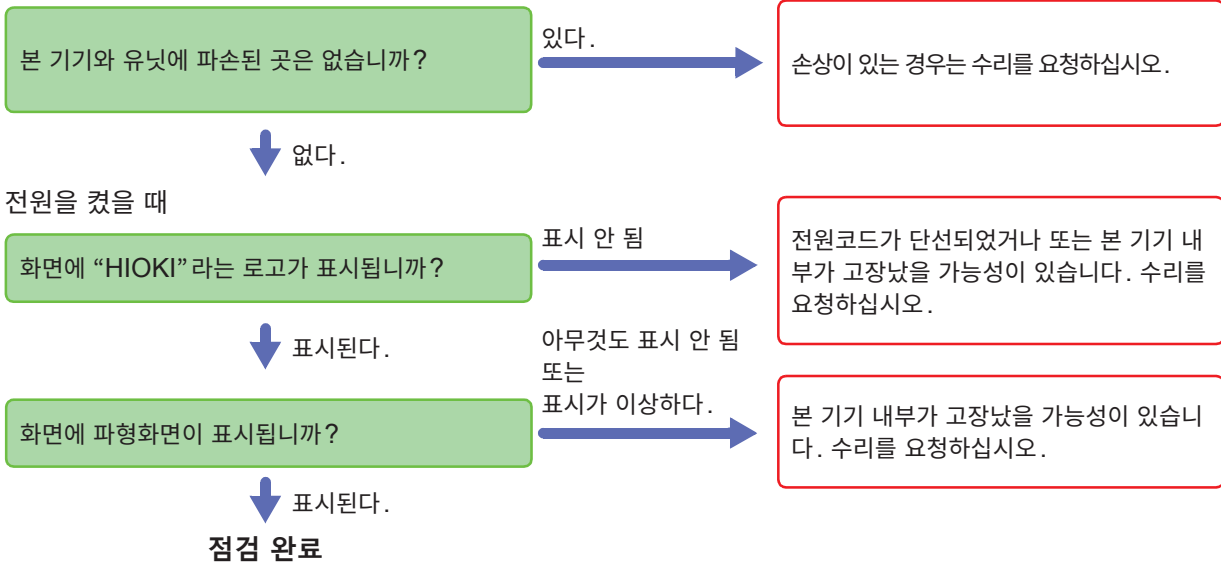 본 기기와 유닛에 파손된 곳은 없습니까?
있다.
손상이 있는 경우는 수리를 요청하십시오.
없다.
전원을 켰을 때
화면에 “HIOKI”라는 로고가 표시됩니까?
표시 안 됨
전원코드가 단선되었거나 또는 본 기기 내
부가 고장났을 가능성이 있습니다. 수리를
요청하십시오.
표시된다.
화면에 파형화면이 표시됩니까?
아무것도 표시 안 됨
또는
표시가 이상하다.
본 기기 내부가 고장났을 가능성이 있습니
다. 수리를 요청하십시오.
표시된다.
점검 완료